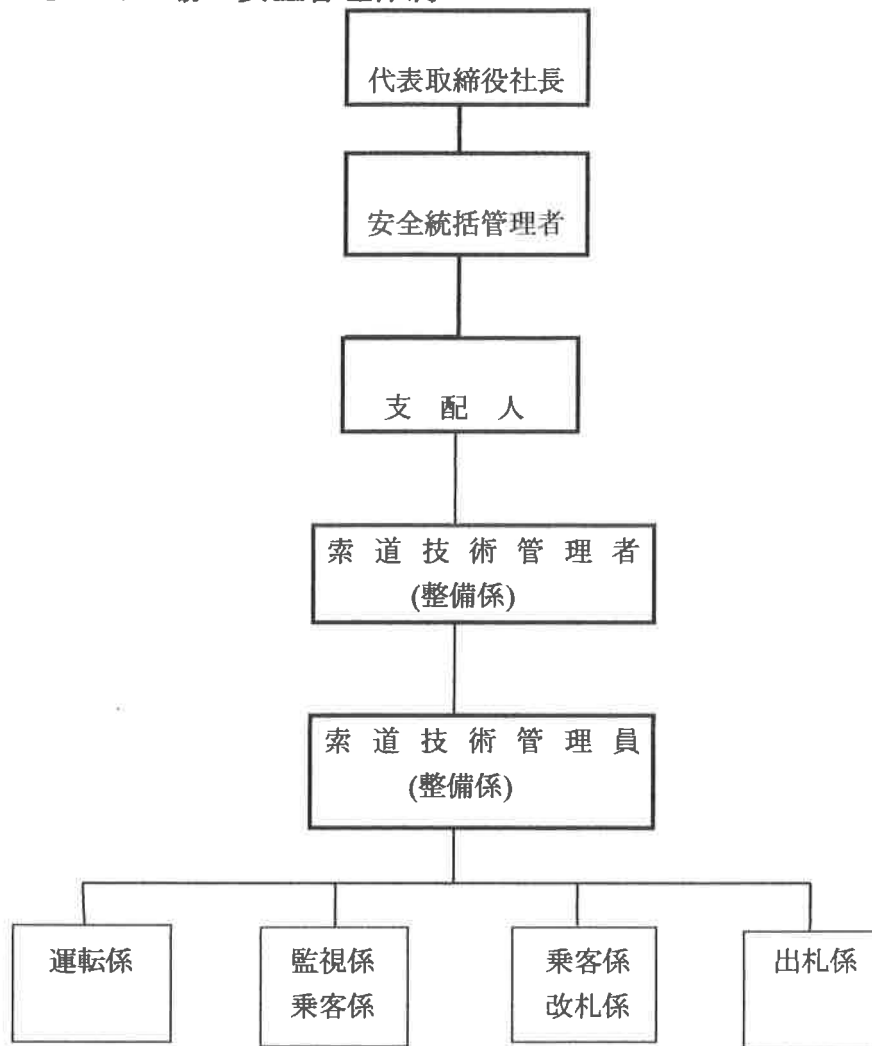 代表取締役社長
安全統括管理者
支 配 人
索 道 技 術 管 理 者
(整備係)
索 道 技 術 管 理 員
(整備係)
運転係
監視係
乗客係
乗客係
改札係
出札係